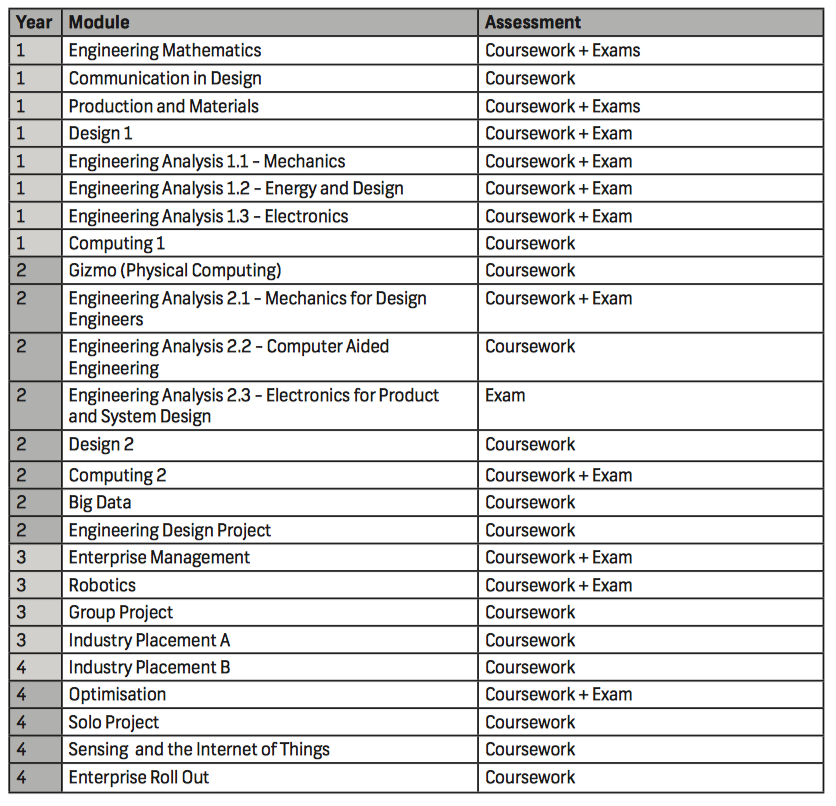 Year Module Assessment
1 Engineering Mathematics Coursework + Exams
1 Communication in Design Coursework
1 Production and Materials Coursework + Exams
1 Design 1 Coursework + Exam
1 Engineering Analysis 1.1 - Mechanics Coursework + Exam
1 Engineering Analysis 1.2 - Energy and Design Coursework + Exam
1 Engineering Analysis 1.3 - Electronics Coursework + Exam
1 Computing 1 Coursework
2 Gizmo (Physical Computing) Coursework
2 Engineering Analysis 2.1 - Mechanics for Design Coursework + Exam
Engineers
2 Engineering Analysis 2.2 - Computer Aided Coursework
Engineering
2 Engineering Analysis 2.3 - Electronics for Product Exam
and System Design
2 Design 2 Coursework
2 Computing 2 Coursework + Exam
2 Big Data Coursework
2 Engineering Design Project Coursework
3 Enterprise Management Coursework + Exam
3 Robotics Coursework + Exam
3 Group Project Coursework
3 Industry Placement A Coursework
4 Industry Placement B Coursework
4 Optimisation Coursework + Exam
4 Solo Project Coursework
4 Sensing and the Internet of Things Coursework
4 Enterprise Roll Out Coursework